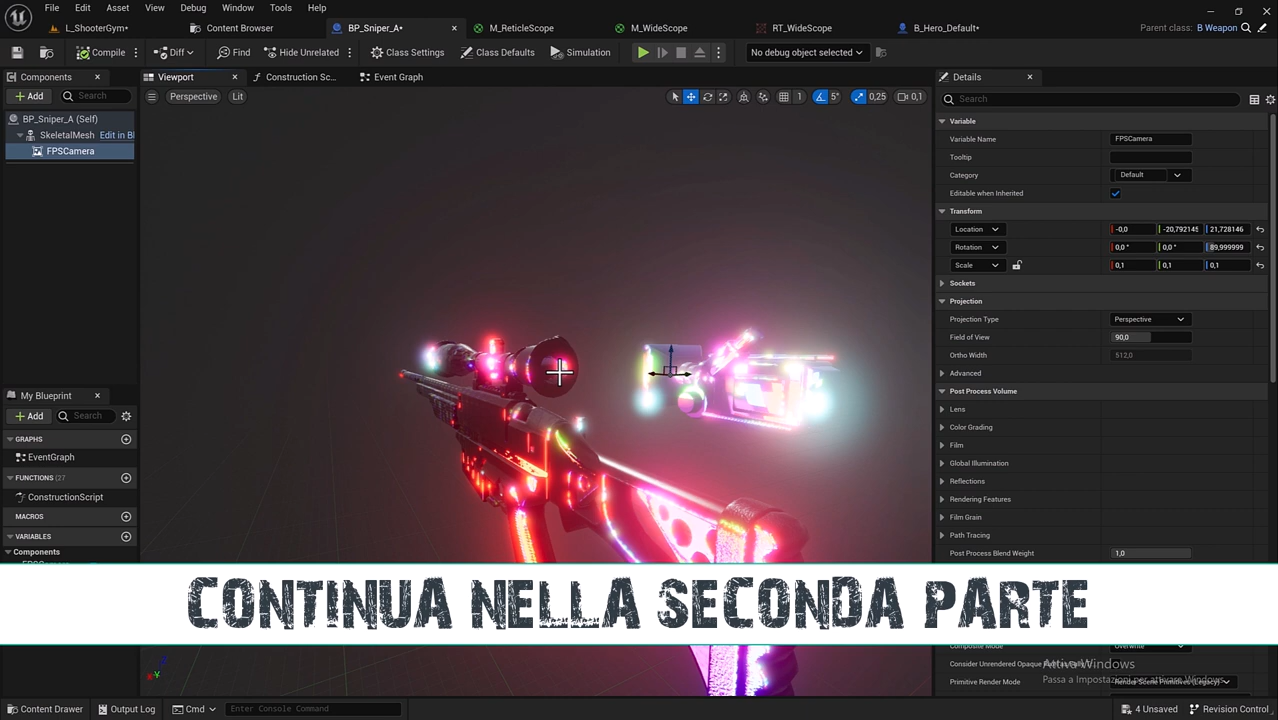 File Edit Asset View Debug Window Tools Help
L_ShooterGym• Content Browser BP_Sniper_A• M_ReticleScope M_WideScope RT_WideScope B_Hero_Default• Parent class: B Weapon
Compile Diff Find Hide Unrelated Class Settings Class Defaults Simulation No debug object selected
Components Viewport Construction Sc... Event Graph Details
Add Search Perspective Lit 1 5° 0,25 0,1 Search
BP_Sniper_A (Self)
SkeletalMesh Edit in Bl
FPSCamera
Variable
Variable Name FPSCamera
Tooltip
Category Default
Editable when Inherited
Transform
Location -0,0 -20,792145 21,728146
Rotation 0,0 ° 0,0 ° 89,999999
Scale 0,1 0,1 0,1
Sockets
Projection
Projection Type Perspective
Field of View 90,0
Ortho Width 512,0
Advanced
Post Process Volume
Lens
Color Grading
Film
Global Illumination
Reflections
Rendering Features
Film Grain
Path Tracing
Post Process Blend Weight 1,0
My Blueprint
Add Search
GRAPHS
EventGraph
FUNCTIONS (27
ConstructionScript
MACROS
VARIABLES
Components
CONTINUA NELLA SECONDA PARTE
Composite Mode Overwrite
Consider Unrendered Opaque
Primitive Render Mode Render Scene Primitives (Legacy)
Attiva Windows
Passa a Impostazioni per attivare Windows.
Content Drawer Output Log Cmd Enter Console Command 4 Unsaved Revision Control